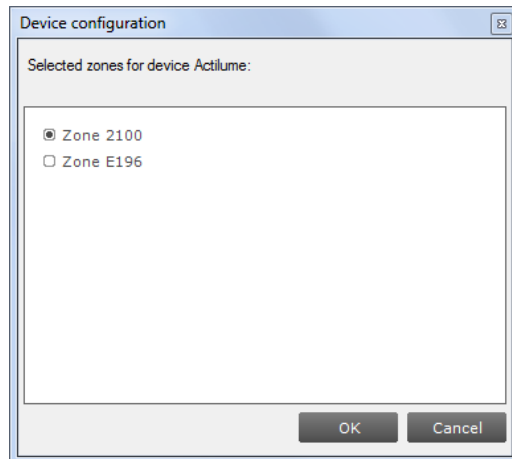 Device configuration
Selected zones for device Actilume:
Zone 2100
Zone E196
OK
Cancel